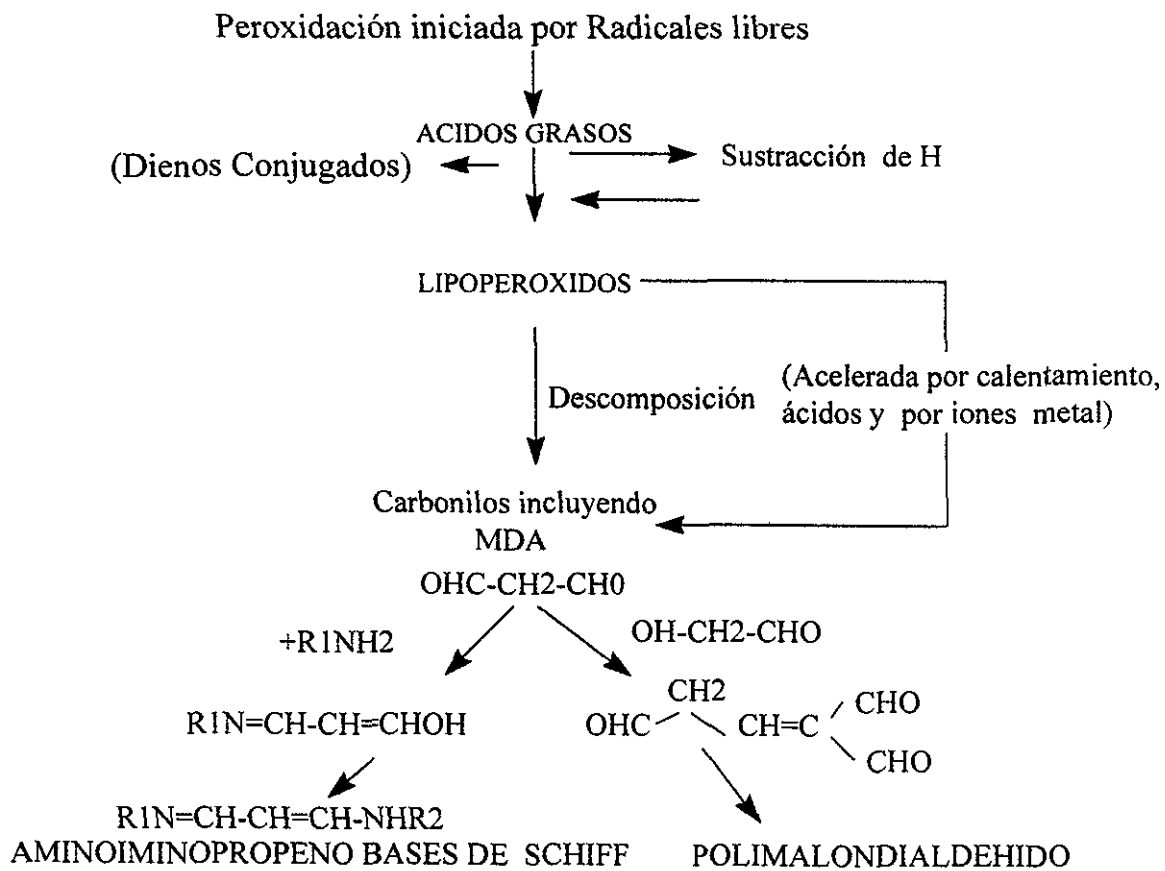 Peroxidación iniciada por Radicales libres
ACIDOS GRASOS
(Dienos Conjugados)
Sustracción de H
LIPOPEROXIDOS
Descomposición
(Acelerada por calentamiento,
ácidos y por iones metal)
Carbonilos incluyendo
MDA
OHC-CH2-CH0
+R1NH2
OH-CH2-CHO
R1N=CH-CH=CHOH
CH2
OHC
CH=C
CHO
CHO
R1N=CH-CH=CH-NHR2
AMINOIMINOPROPENO BASES DE SCHIFF
POLIMALONDIALDEHIDO